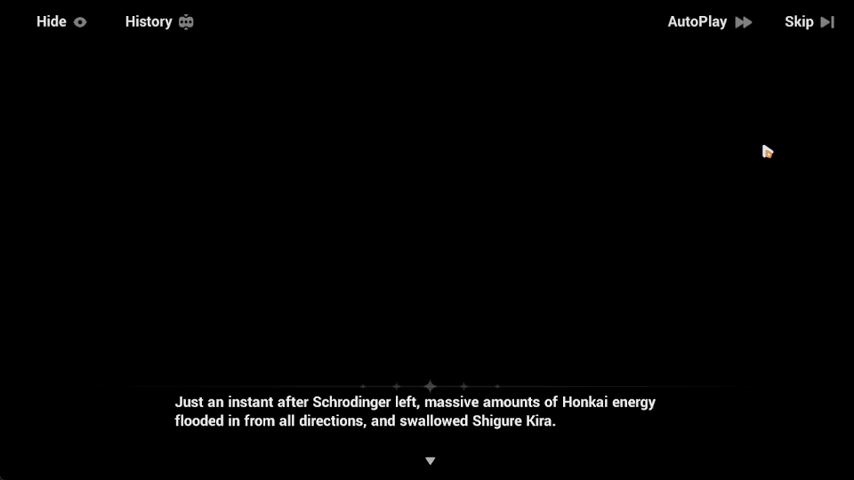 Hide
History
AutoPlay
Skip
Just an instant after Schrodinger left, massive amounts of Honkai energy
flooded in from all directions, and swallowed Shigure Kira.